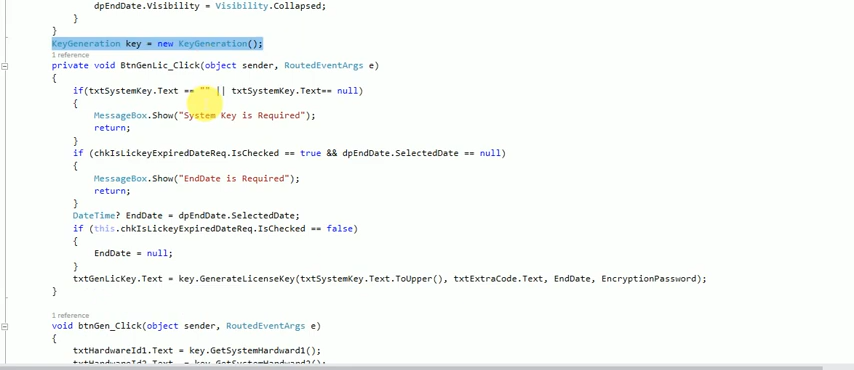 dpEndDate.Visibility = Visibility.Collapsed;
}
}
KeyGeneration key = new KeyGeneration();
1 reference
private void BtnGenLic_Click(object sender, RoutedEventArgs e)
{
if(txtSystemKey.Text == "" || txtSystemKey.Text== null)
{
MessageBox.Show("System Key is Required");
return;
}
if (chkIsLickeyExpiredDateReq.IsChecked == true && dpEndDate.SelectedDate == null)
{
MessageBox.Show("EndDate is Required");
return;
}
DateTime? EndDate = dpEndDate.SelectedDate;
if (this.chkIsLickeyExpiredDateReq.IsChecked == false)
{
EndDate = null;
}
txtGenLicKey.Text = key.GenerateLicenseKey(txtSystemKey.Text.ToUpper(), txtExtraCode.Text, EndDate, EncryptionPassword);
}
1 reference
void btnGen_Click(object sender, RoutedEventArgs e)
{
txtHardwareId1.Text = key.GetSystemHardward1();